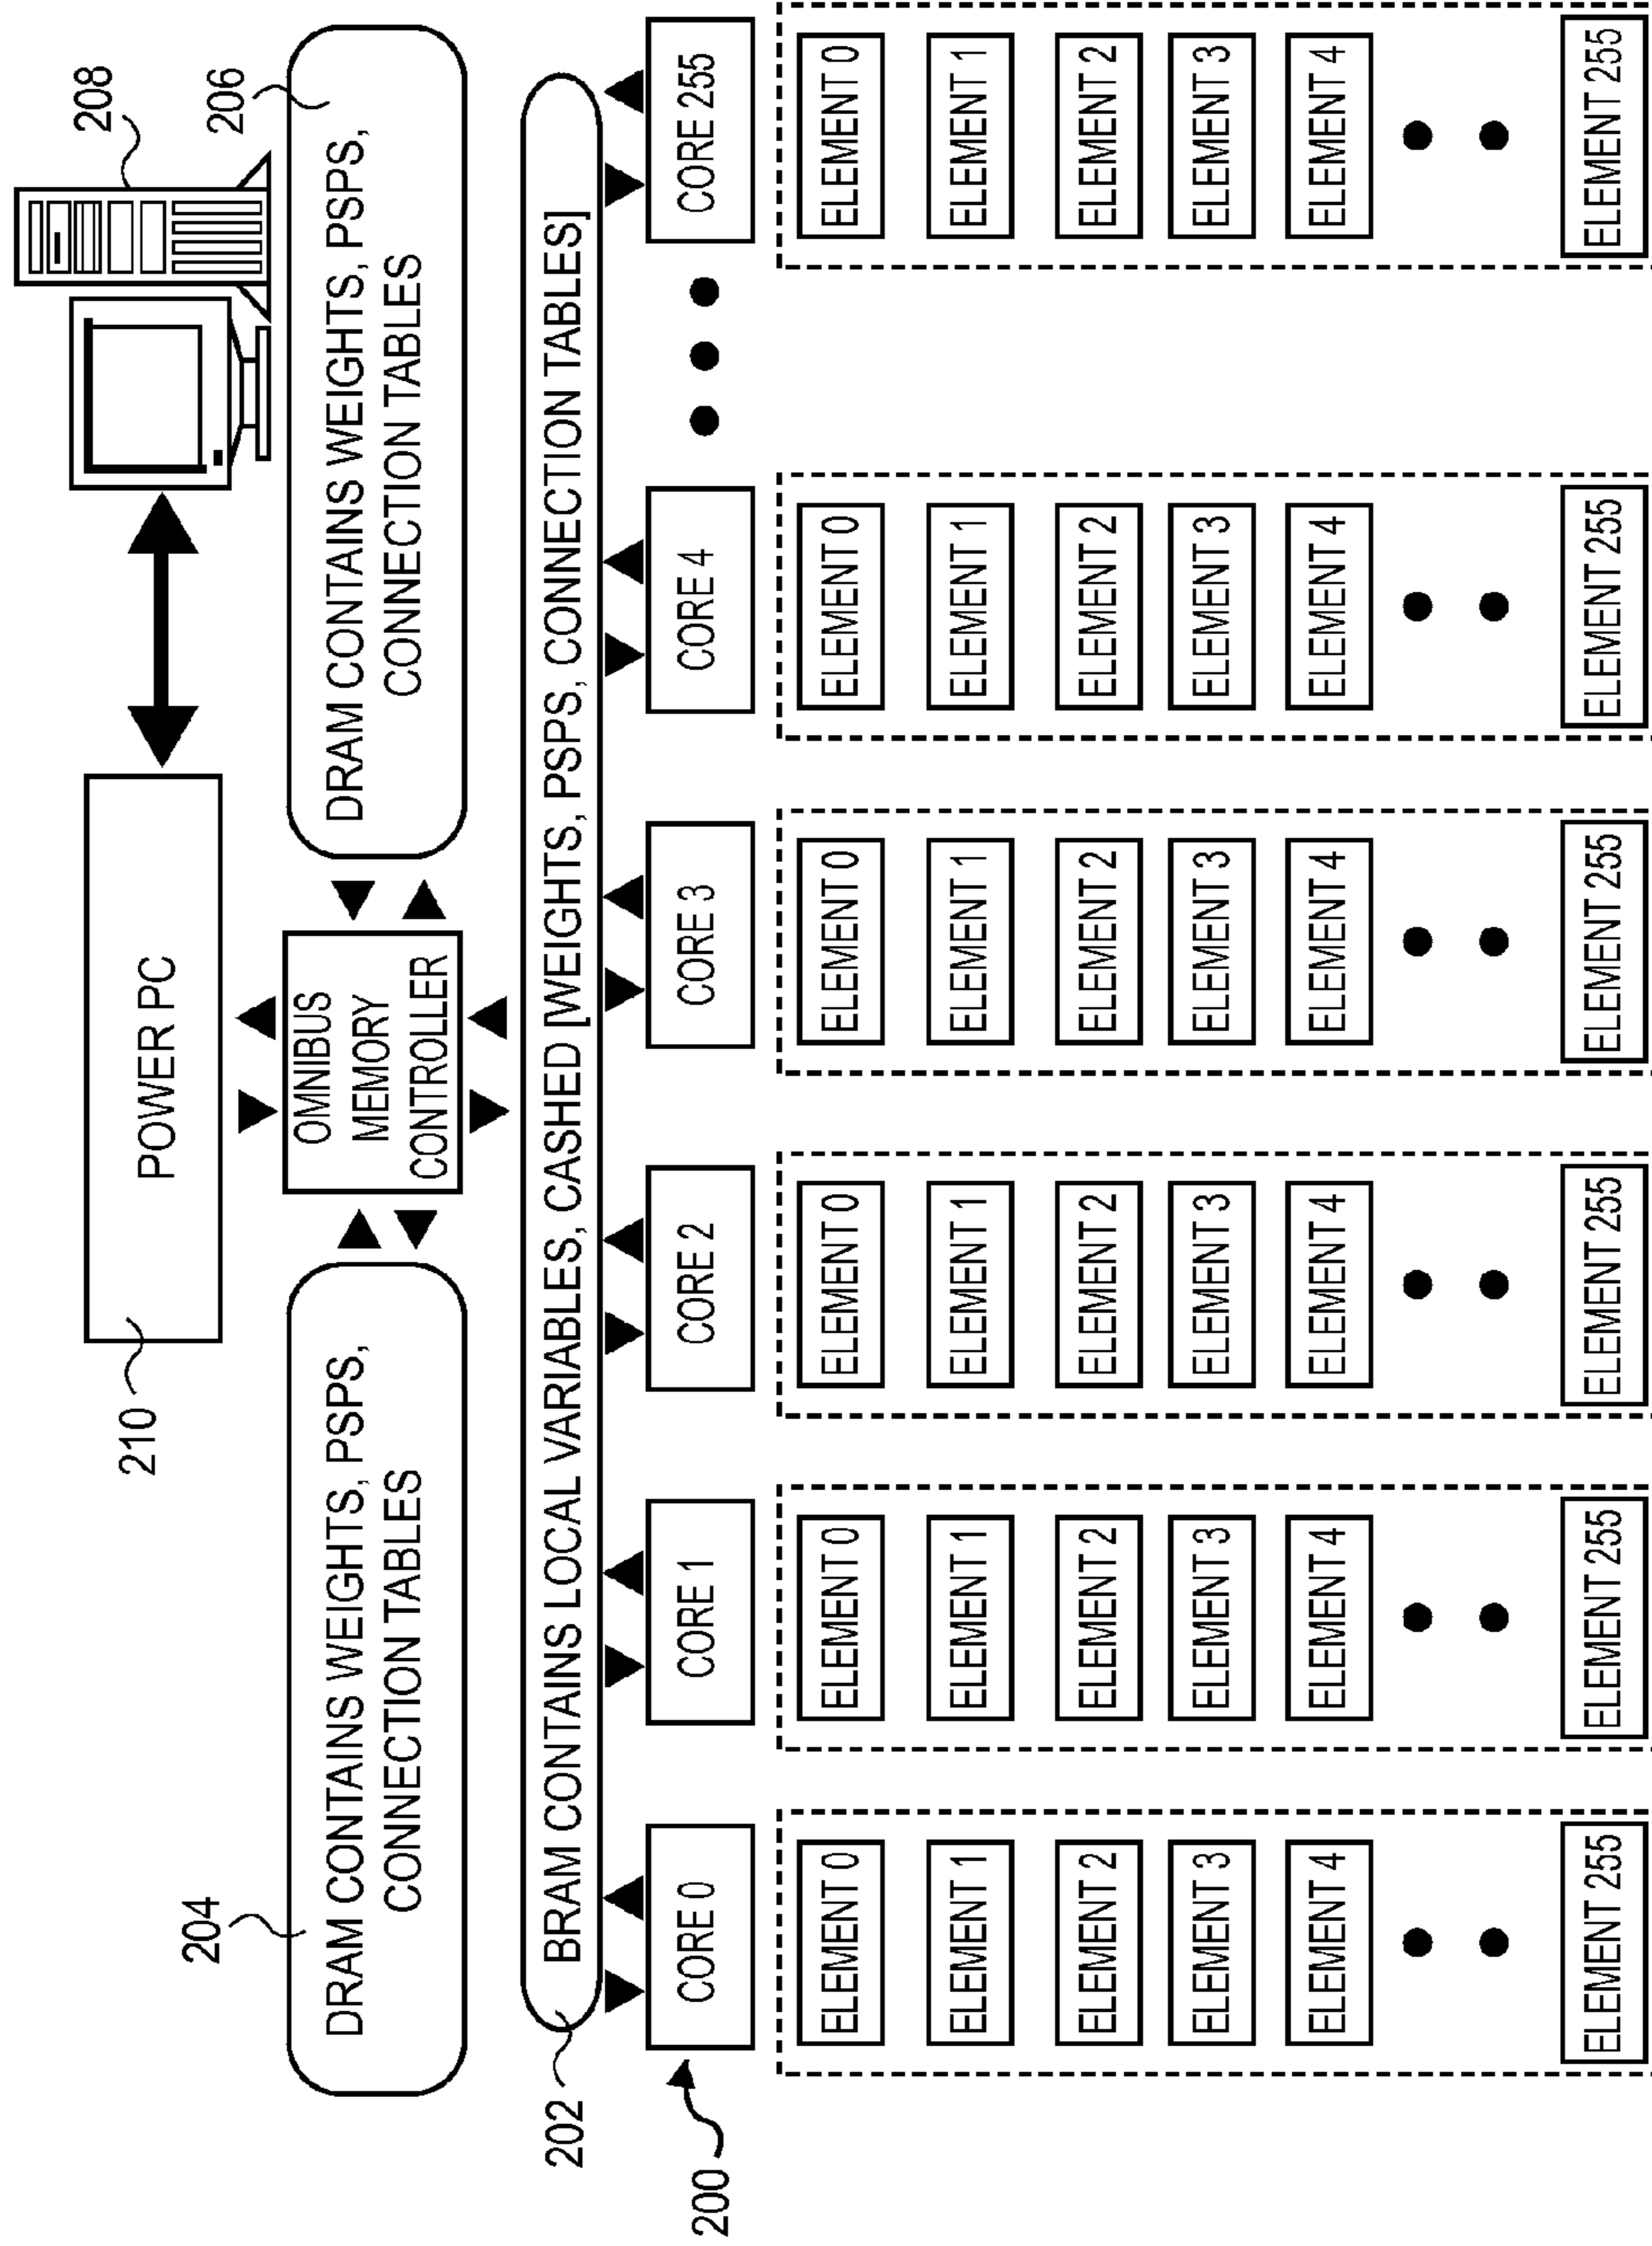 208
206
210
POWER PC
204
DRAM CONTAINS WEIGHTS, PSPS,
CONNECTION TABLES
OMNIBUS
MEMORY
CONTROLLER
DRAM CONTAINS WEIGHTS, PSPS,
CONNECTION TABLES
202
BRAM CONTAINS LOCAL VARIABLES, CASHED [WEIGHTS, PSPS, CONNECTION TABLES]
200
CORE 0
CORE 1
CORE 2
CORE 3
CORE 4
CORE 255
ELEMENT 0
ELEMENT 0
ELEMENT 0
ELEMENT 0
ELEMENT 0
ELEMENT 0
ELEMENT 1
ELEMENT 1
ELEMENT 1
ELEMENT 1
ELEMENT 1
ELEMENT 1
ELEMENT 2
ELEMENT 2
ELEMENT 2
ELEMENT 2
ELEMENT 2
ELEMENT 2
ELEMENT 3
ELEMENT 3
ELEMENT 3
ELEMENT 3
ELEMENT 3
ELEMENT 3
ELEMENT 4
ELEMENT 4
ELEMENT 4
ELEMENT 4
ELEMENT 4
ELEMENT 4
ELEMENT 255
ELEMENT 255
ELEMENT 255
ELEMENT 255
ELEMENT 255
ELEMENT 255